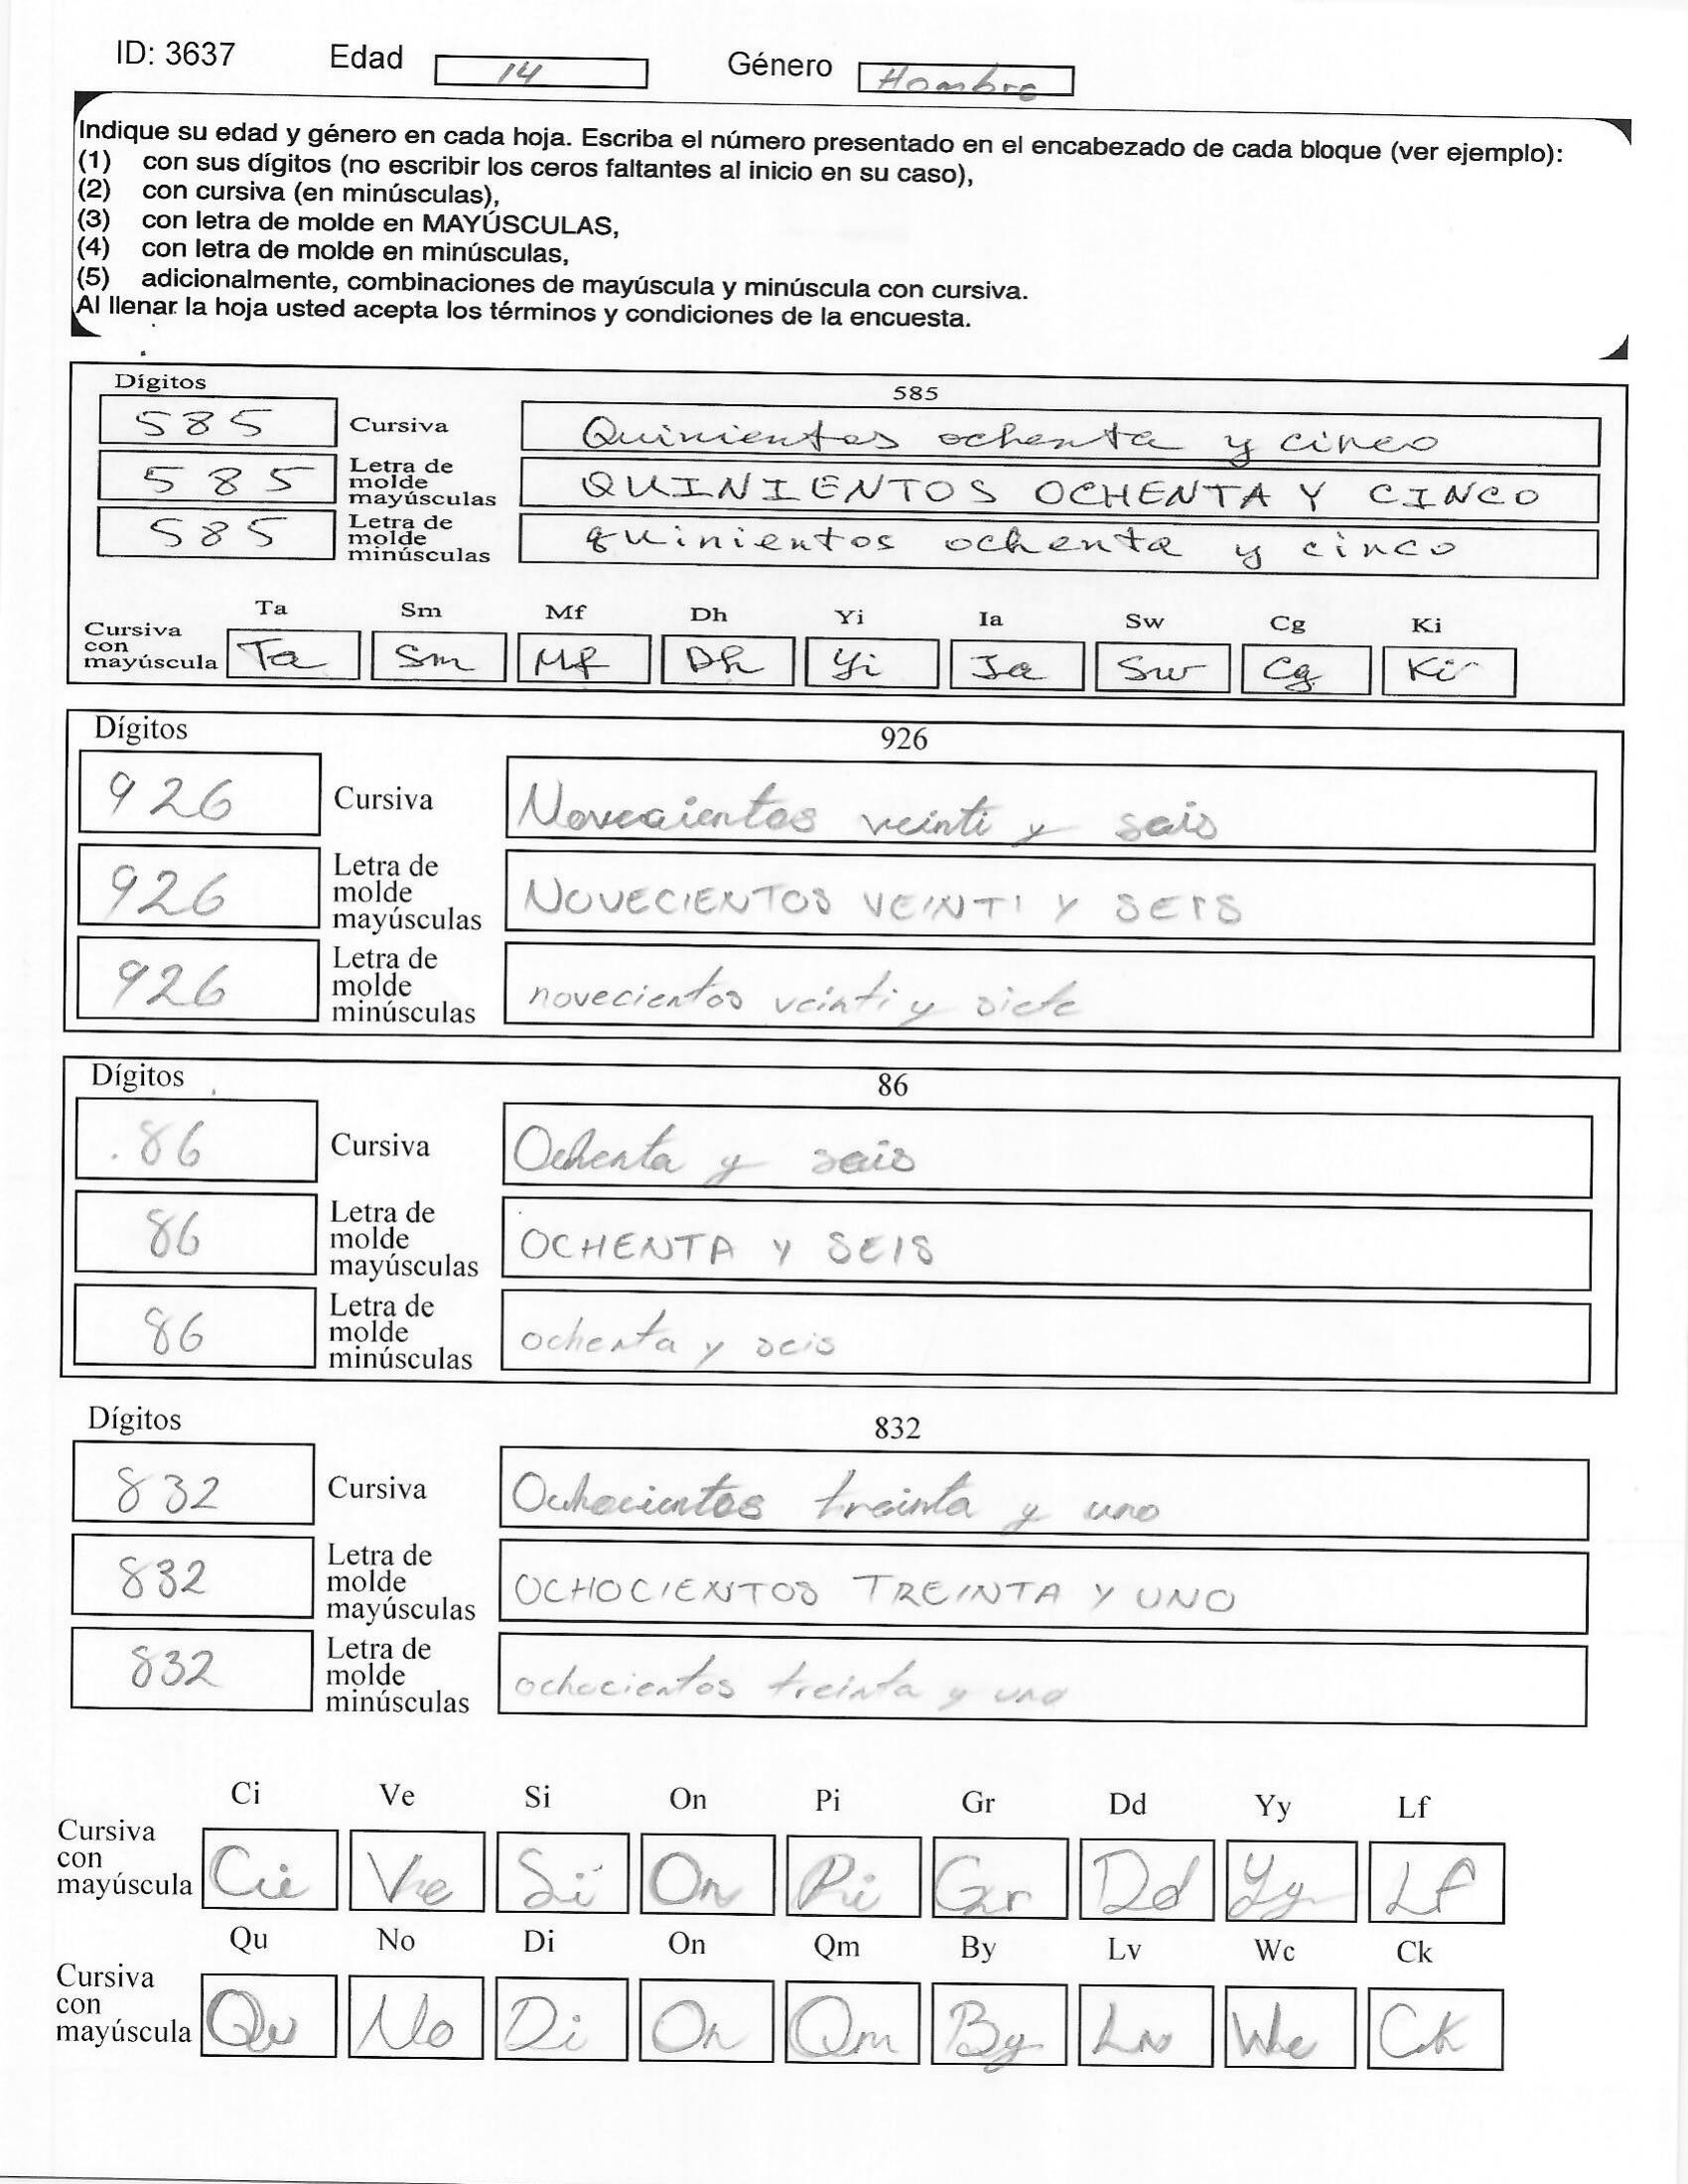 ID: 3637 Edad 14 Género Hombre
Indique su edad y género en cada hoja. Escriba el número presentado en el encabezado de cada bloque (ver ejemplo):
(1) con sus dígitos (no escribir los ceros faltantes al inicio en su caso),
(2) con cursiva (en minúsculas),
(3) con letra de molde en MAYÚSCULAS,
(4) con letra de molde en minúsculas,
(5) adicionalmente, combinaciones de mayúscula y minúscula con cursiva.
Al llenar la hoja usted acepta los términos y condiciones de la encuesta.
Dígitos 585
585 Cursiva Quinientos ochenta y cinco
585 Letra de molde mayúsculas QUINIENTOS OCHENTA Y CINCO
585 Letra de molde minúsculas quinientos ochenta y cinco
Ta Sm Mf Dh Yi Ia Sw Cg Ki
Cursiva con mayúscula Ta Sm Mf Dh Yi Ia Sw Cg Ki
Dígitos 926
926 Cursiva Novecientos veinti y seis
926 Letra de molde mayúsculas NOVECIENTOS VEINTI Y SEIS
926 Letra de molde minúsculas novecientos veinti y siete
Dígitos 86
86 Cursiva Ochenta y seis
86 Letra de molde mayúsculas OCHENTA Y SEIS
86 Letra de molde minúsculas ochenta y seis
Dígitos 832
832 Cursiva Ochocientos treinta y uno
832 Letra de molde mayúsculas OCHOCIENTOS TREINTA Y UNO
832 Letra de molde minúsculas ochocientos treinta y uno
Ci Ve Si On Pi Gr Dd Yy Lf
Cursiva con mayúscula Ci Ve Si On Pi Gr Dd Yy Lf
Qu No Di On Qm By Lv Wc Ck
Cursiva con mayúscula Qu No Di On Qm By Lv Wc Ck